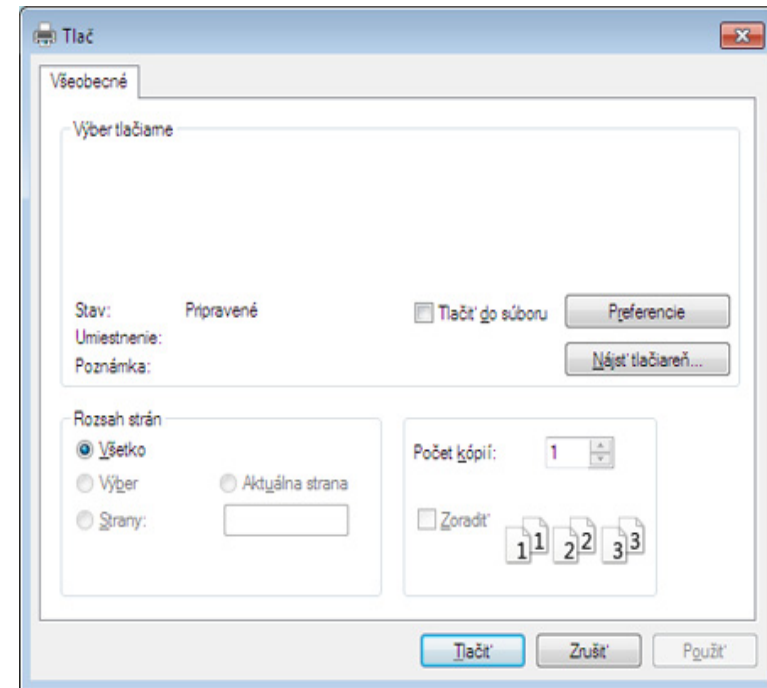 Tlač
Všeobecné
Výber tlačiarne
Stav: Pripravené
Tlačiť do súboru
Preferencie
Umiestnenie:
Nájsť tlačiareň...
Poznámka:
Rozsah strán
Všetko
Výber
Aktuálna strana
Strany:
Počet kópií: 1
Zoradiť
1 1 2 2 3 3
Tlačiť
Zrušiť
Použiť